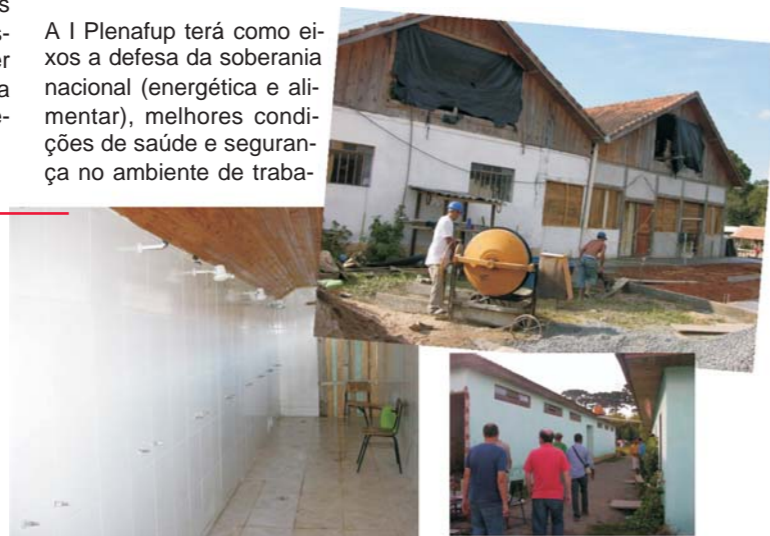 A I Plenafup terá como ei-
xos a defesa da soberania
nacional (energética e ali-
mentar), melhores condi-
ções de saúde e seguran-
ça no ambiente de traba-